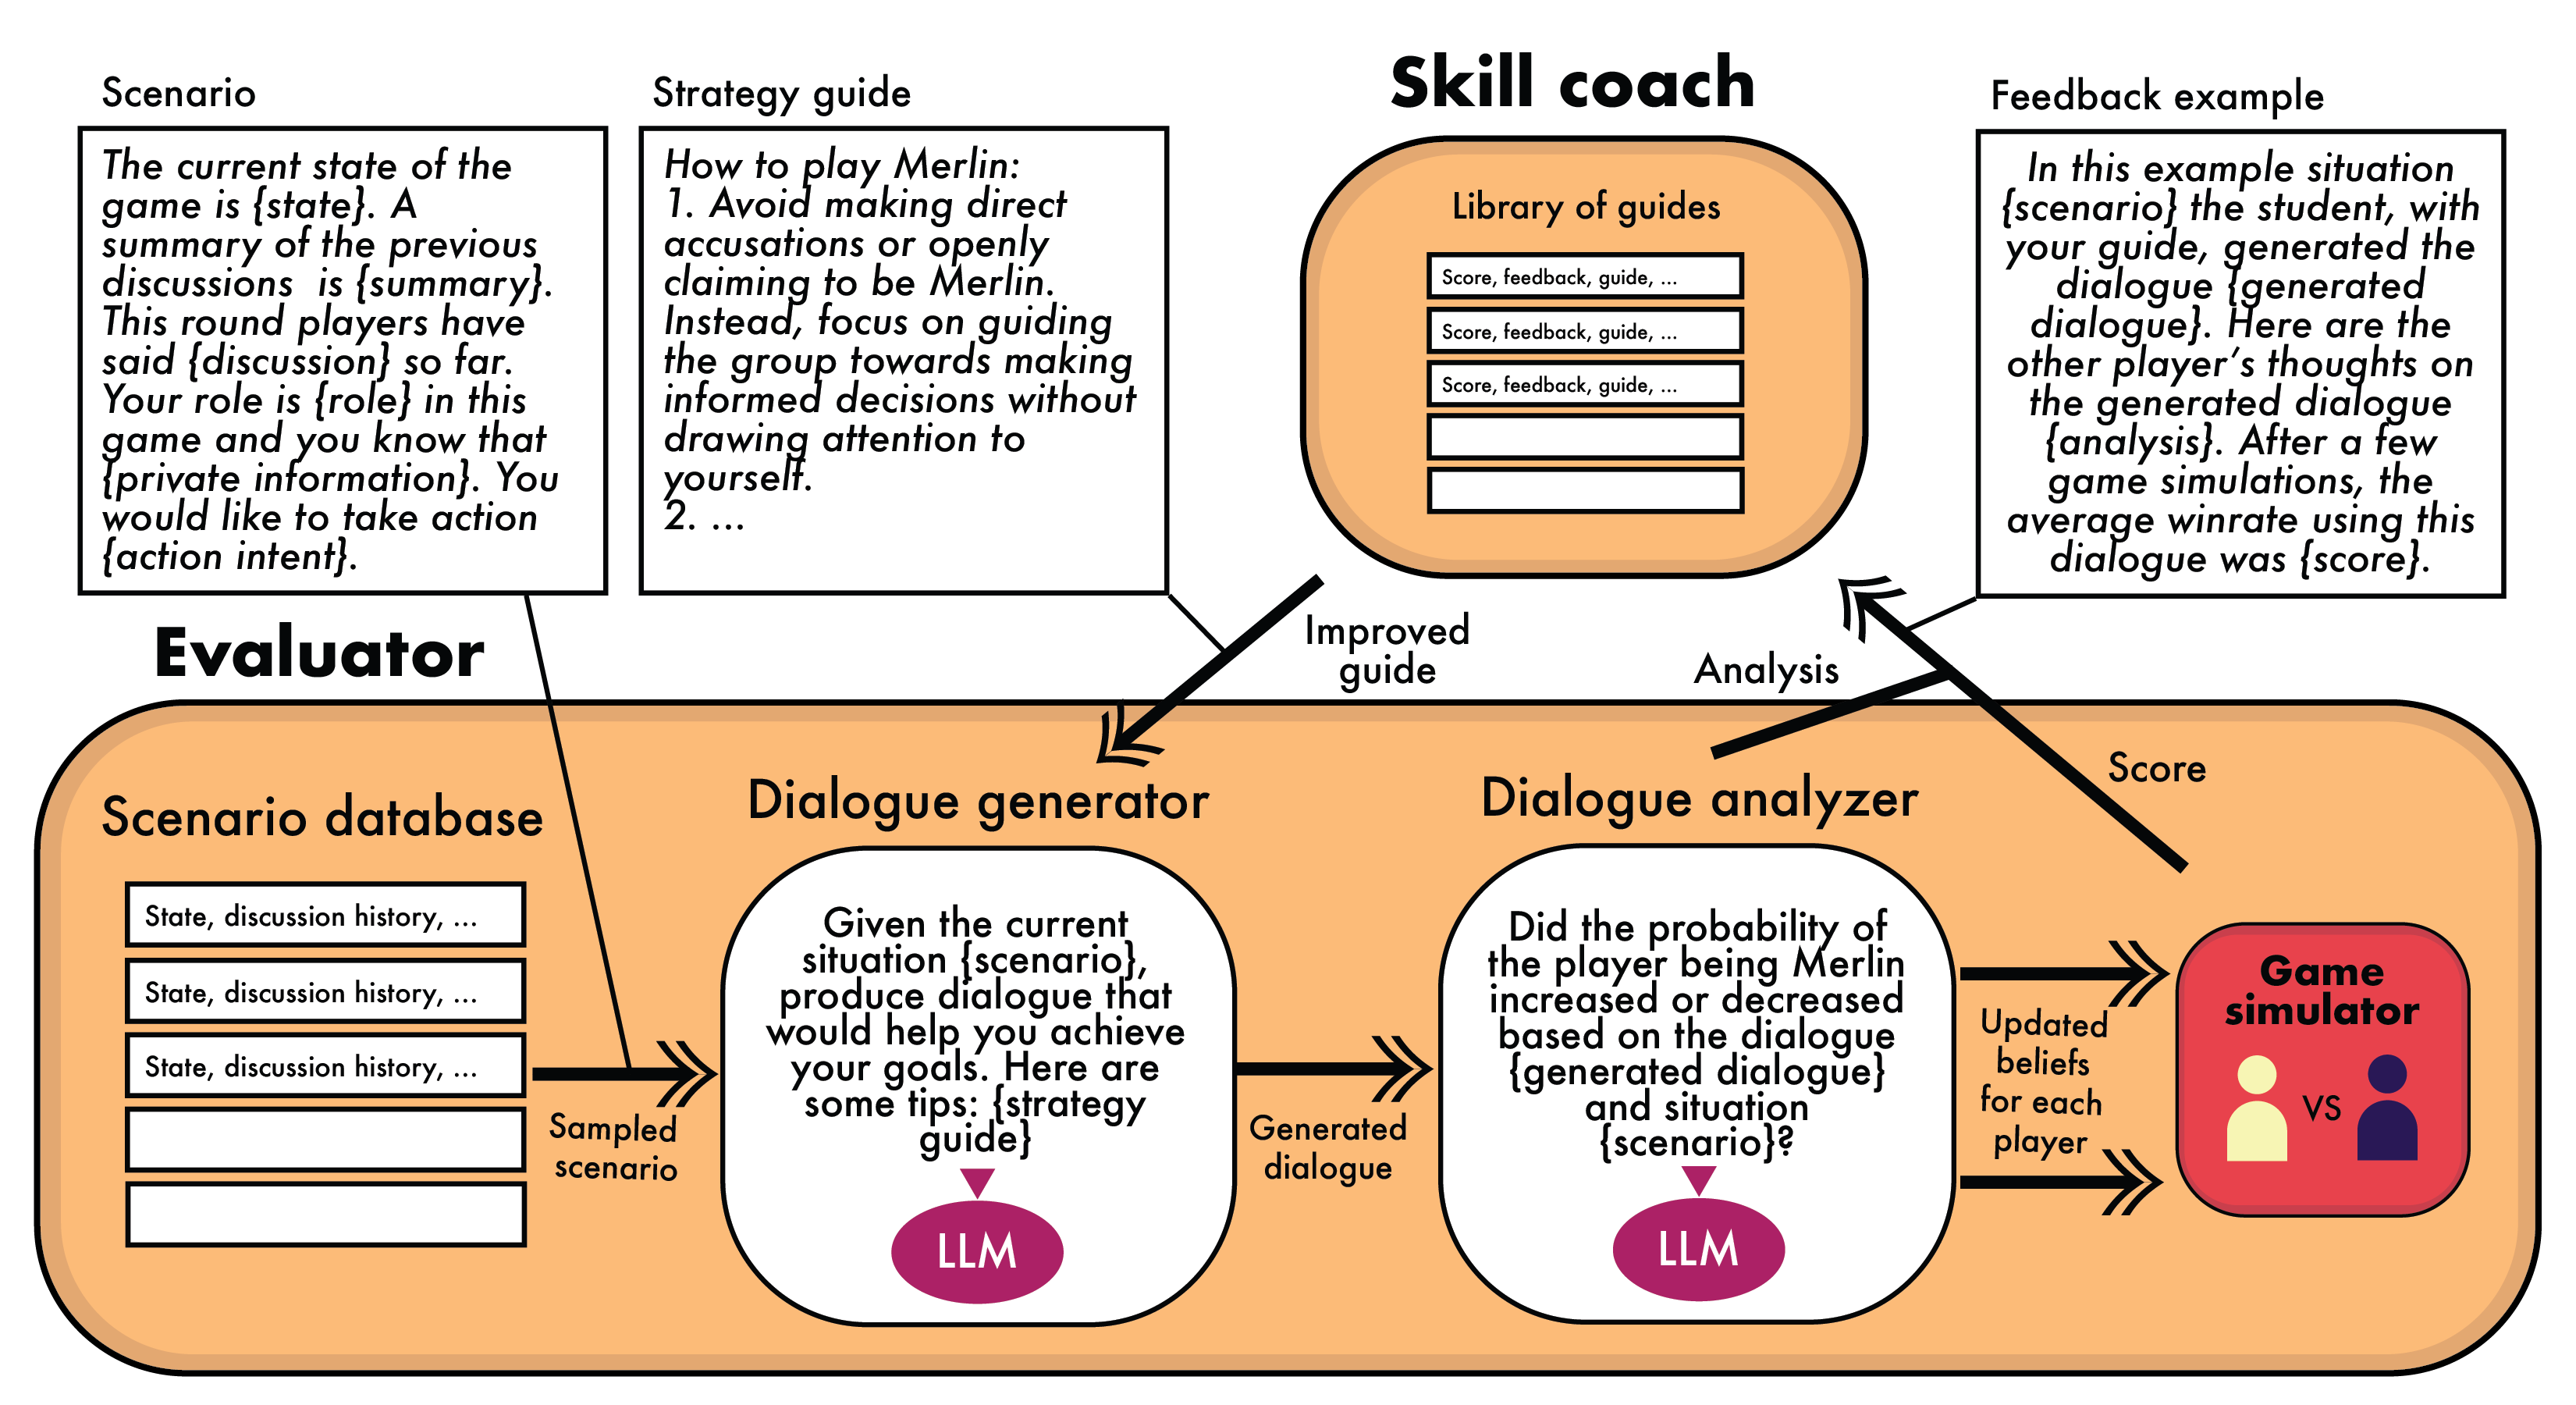 Scenario
The current state of the
game is {state}. A
summary of the previous
discussions  is {summary}.
This round players have
said {discussion} so far.
Your role is {role} in this
game and you know that
{private information}. You
would like to take action
{action intent}.
Strategy guide
How to play Merlin:
1. Avoid making direct
accusations or openly
claiming to be Merlin.
Instead, focus on guiding
the group towards making
informed decisions without
drawing attention to
yourself.
2. ...
Skill coach
Library of guides
Score, feedback, guide, ...
Score, feedback, guide, ...
Score, feedback, guide, ...
Feedback example
In this example situation
{scenario} the student, with
your guide, generated the
dialogue {generated
dialogue}. Here are the
other player's thoughts on
the generated dialogue
{analysis}. After a few
game simulations, the
average winrate using this
dialogue was {score}.
Improved
guide
Analysis
Score
Evaluator
Scenario database
State, discussion history, ...
State, discussion history, ...
State, discussion history, ...
Sampled
scenario
Dialogue generator
Given the current
situation {scenario},
produce dialogue that
would help you achieve
your goals. Here are
some tips: {strategy
guide}
LLM
Generated
dialogue
Dialogue analyzer
Did the probability of
the player being Merlin
increased or decreased
based on the dialogue
{generated dialogue}
and situation
{scenario}?
LLM
Updated
beliefs
for each
player
Game
simulator
VS